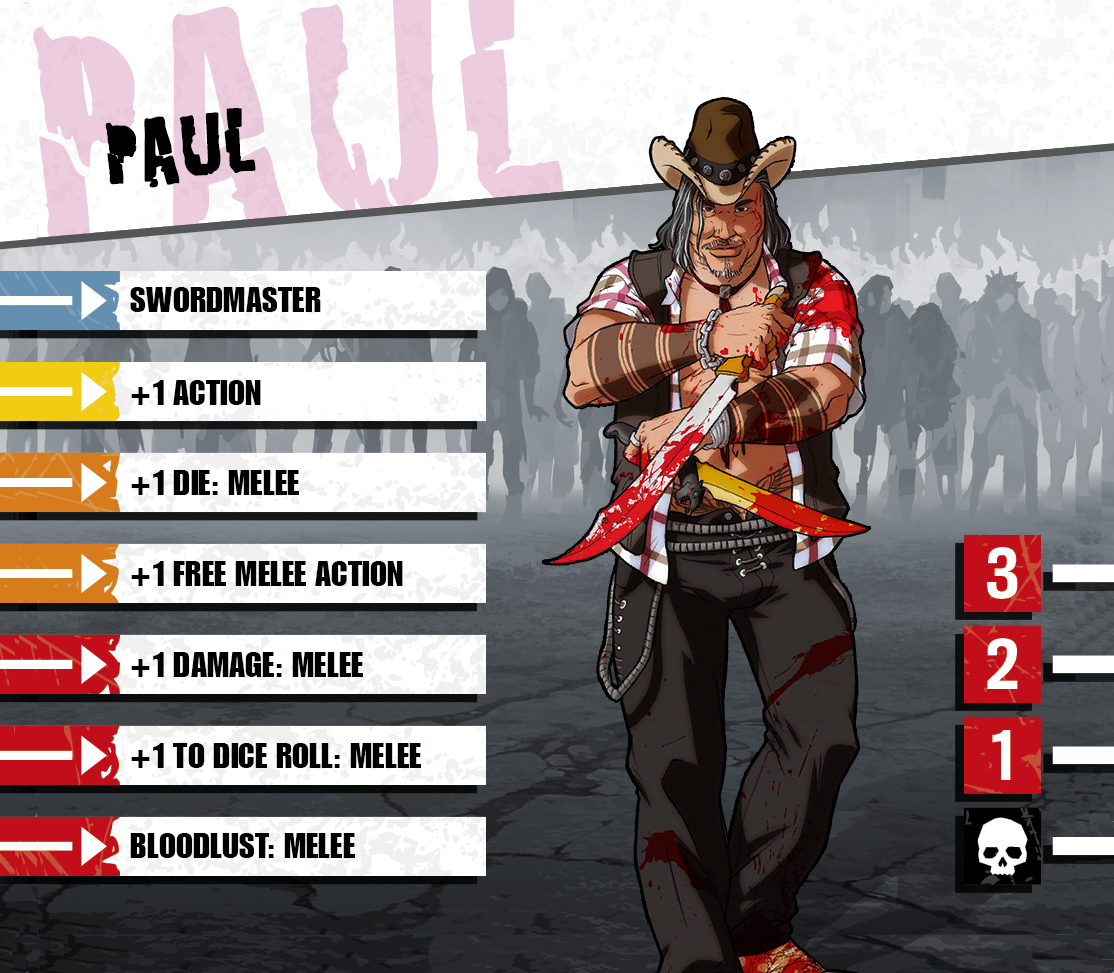 PAUL
PAUL
SWORDMASTER
+1 ACTION
+1 DIE: MELEE
+1 FREE MELEE ACTION
+1 DAMAGE: MELEE
+1 TO DICE ROLL: MELEE
BLOODLUST: MELEE
3
2
1